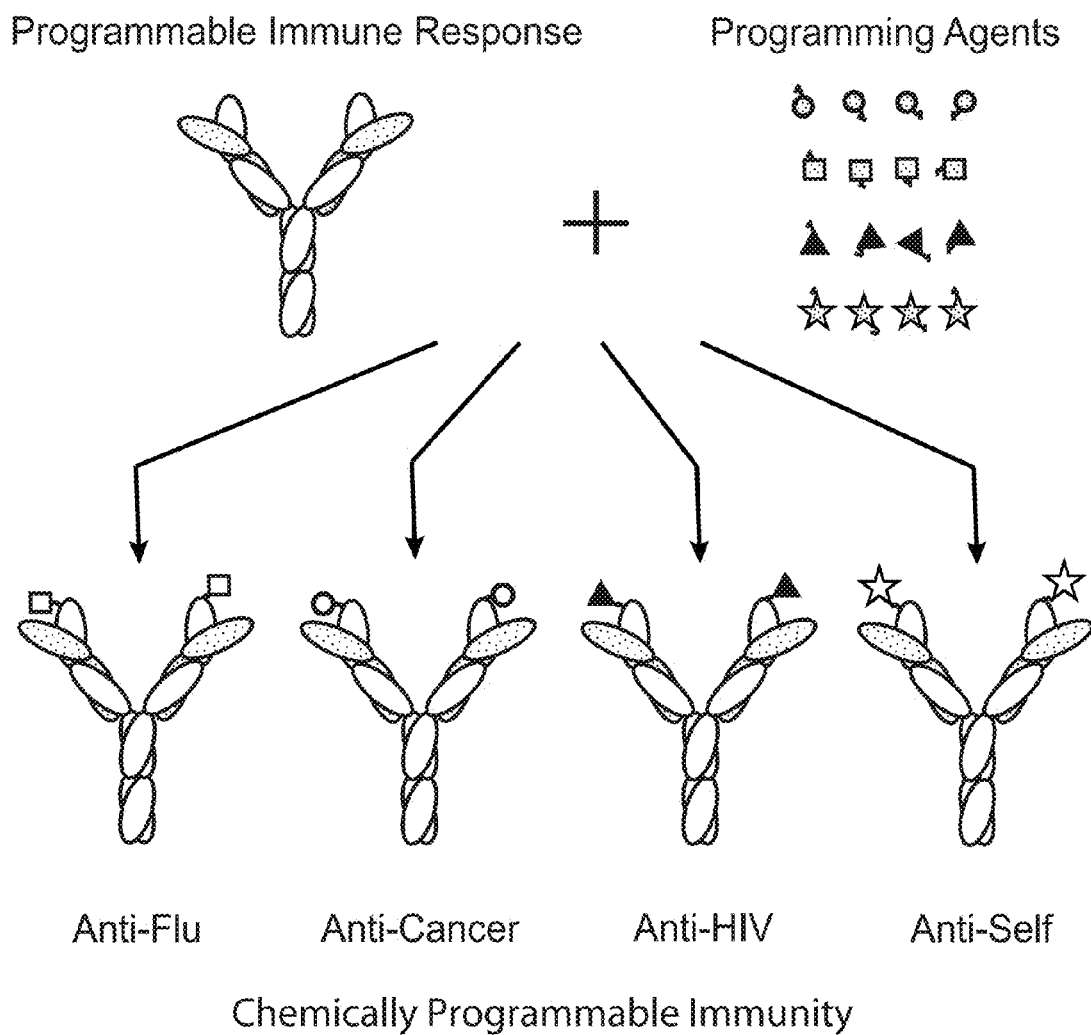 Programmable Immune Response
Programming Agents
Anti-Flu
Anti-Cancer
Anti-HIV
Anti-Self
Chemically Programmable Immunity